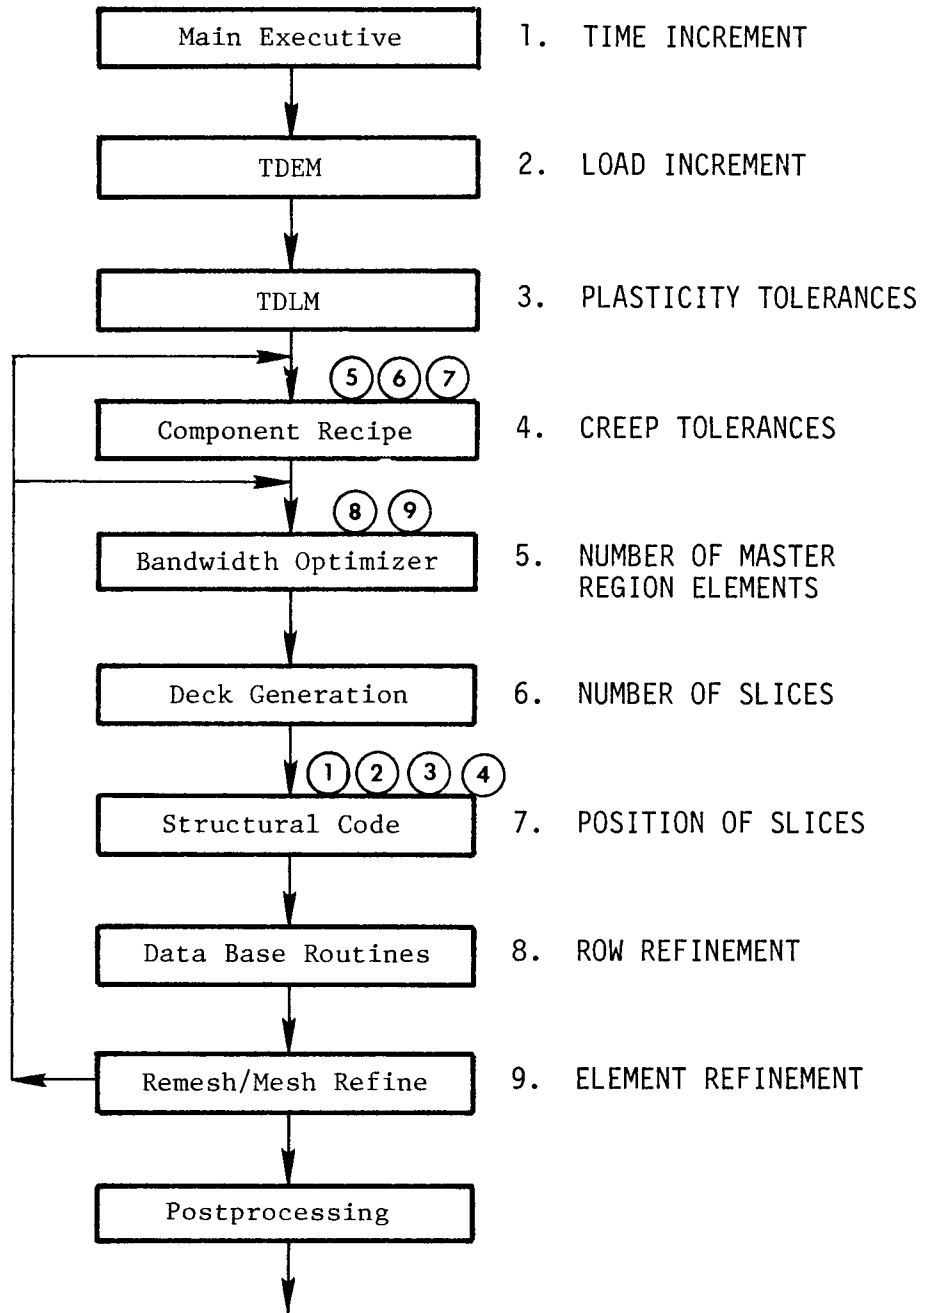 Main Executive
1. TIME INCREMENT
TDEM
2. LOAD INCREMENT
TDLM
3. PLASTICITY TOLERANCES
5 6 7
Component Recipe
4. CREEP TOLERANCES
8 9
Bandwidth Optimizer
5. NUMBER OF MASTER
REGION ELEMENTS
Deck Generation
6. NUMBER OF SLICES
1 2 3 4
Structural Code
7. POSITION OF SLICES
Data Base Routines
8. ROW REFINEMENT
Remesh/Mesh Refine
9. ELEMENT REFINEMENT
Postprocessing